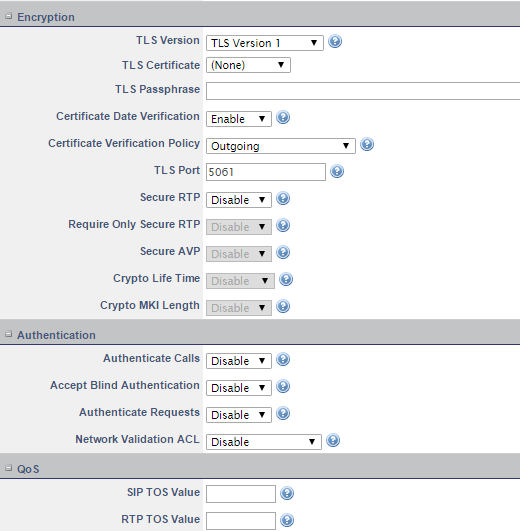 Encryption
TLS Version TLS Version 1
TLS Certificate (None)
TLS Passphrase
Certificate Date Verification Enable
Certificate Verification Policy Outgoing
TLS Port 5061
Secure RTP Disable
Require Only Secure RTP Disable
Secure AVP Disable
Crypto Life Time Disable
Crypto MKI Length Disable
Authentication
Authenticate Calls Disable
Accept Blind Authentication Disable
Authenticate Requests Disable
Network Validation ACL Disable
QoS
SIP TOS Value
RTP TOS Value